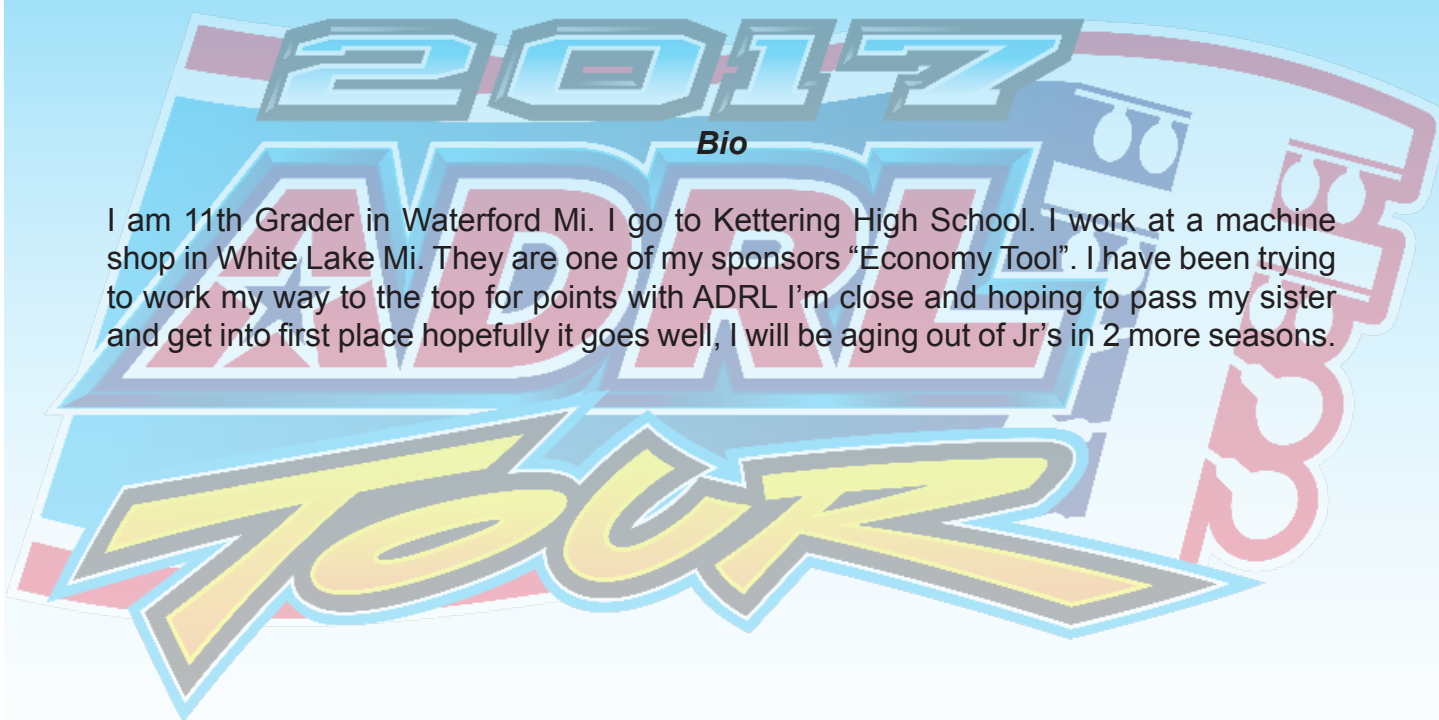 2017
Bio
ADRL
I am 11th Grader in Waterford Mi. I go to Kettering High School. I work at a machine
shop in White Lake Mi. They are one of my sponsors “Economy Tool”. I have been trying
to work my way to the top for points with ADRL I’m close and hoping to pass my sister
and get into first place hopefully it goes well, I will be aging out of Jr’s in 2 more seasons.
TOUR